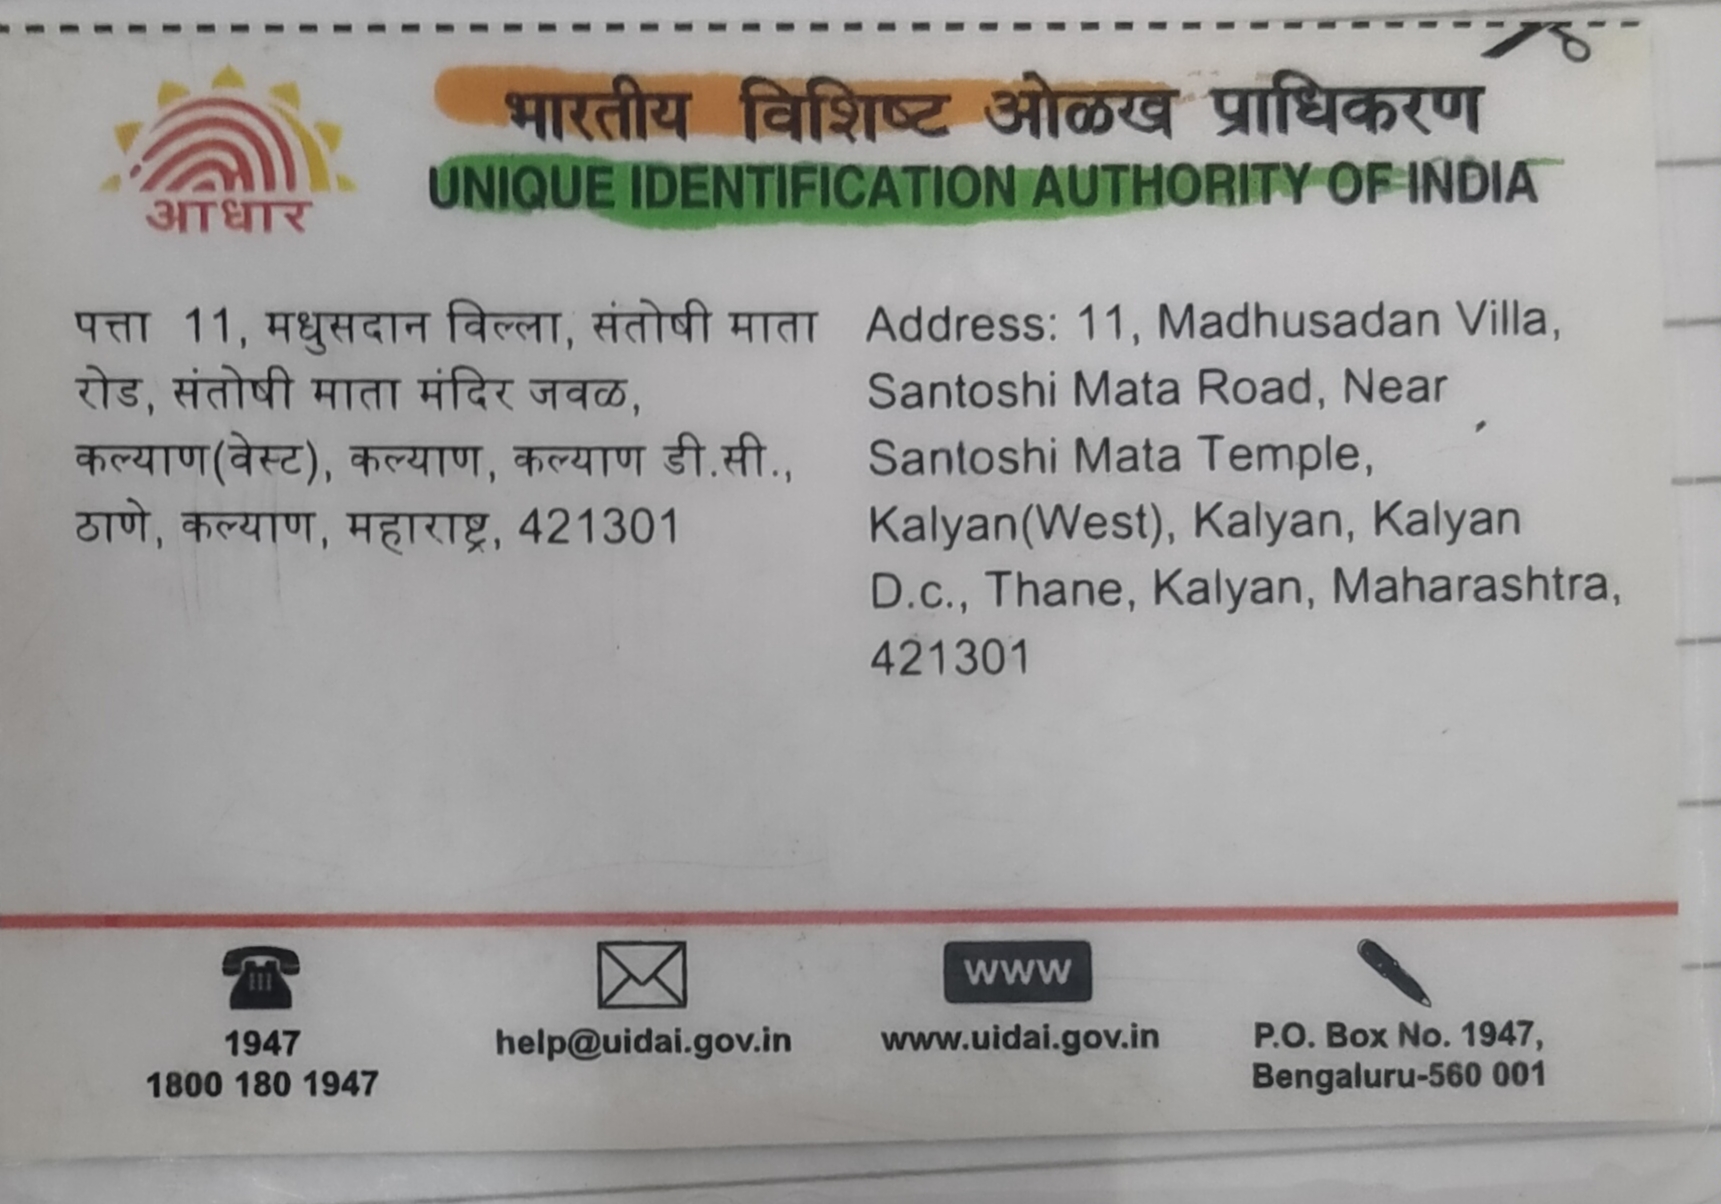 आधार
भारतीय विशिष्ट ओळख प्राधिकरण
UNIQUE IDENTIFICATION AUTHORITY OF INDIA
पत्ता 11, मधुसदान विल्ला, संतोषी माता
रोड, संतोषी माता मंदिर जवळ,
कल्याण(वेस्ट), कल्याण, कल्याण डी.सी.,
ठाणे, कल्याण, महाराष्ट्र, 421301
Address: 11, Madhusadan Villa,
Santoshi Mata Road, Near
Santoshi Mata Temple,
Kalyan(West), Kalyan, Kalyan
D.c., Thane, Kalyan, Maharashtra,
421301
1947
1800 180 1947
help@uidai.gov.in
www
www.uidai.gov.in
P.O. Box No. 1947,
Bengaluru-560 001